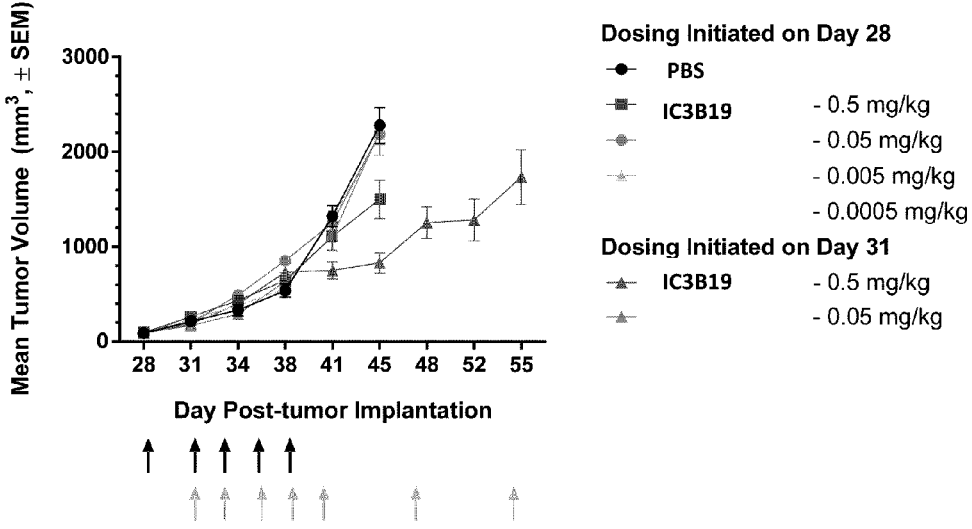 Mean Tumor Volume (mm³, ± SEM)
3000
2000
1000
0
28 31 34 38 41 45 48 52 55
Day Post-tumor Implantation
Dosing Initiated on Day 28
PBS
IC3B19 - 0.5 mg/kg
- 0.05 mg/kg
- 0.005 mg/kg
- 0.0005 mg/kg
Dosing Initiated on Day 31
IC3B19 - 0.5 mg/kg
- 0.05 mg/kg